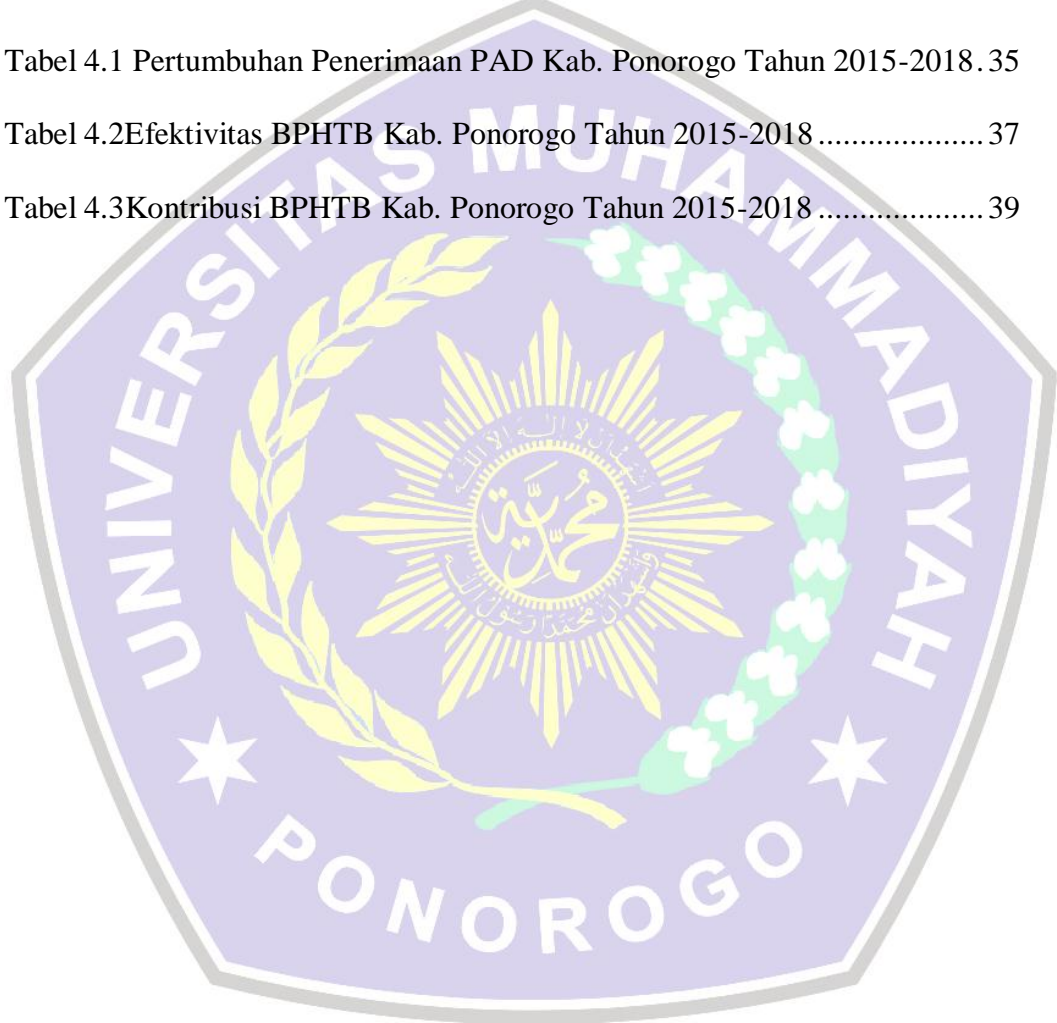 Tabel 4.1 Pertumbuhan Penerimaan PAD Kab. Ponorogo Tahun 2015-2018. 35
Tabel 4.2Efektivitas BPHTB Kab. Ponorogo Tahun 2015-2018 .................... 37
Tabel 4.3Kontribusi BPHTB Kab. Ponorogo Tahun 2015-2018 .................... 39
UNIVERSITAS MUHAMMADIYAH
PONOROGO
محمدية